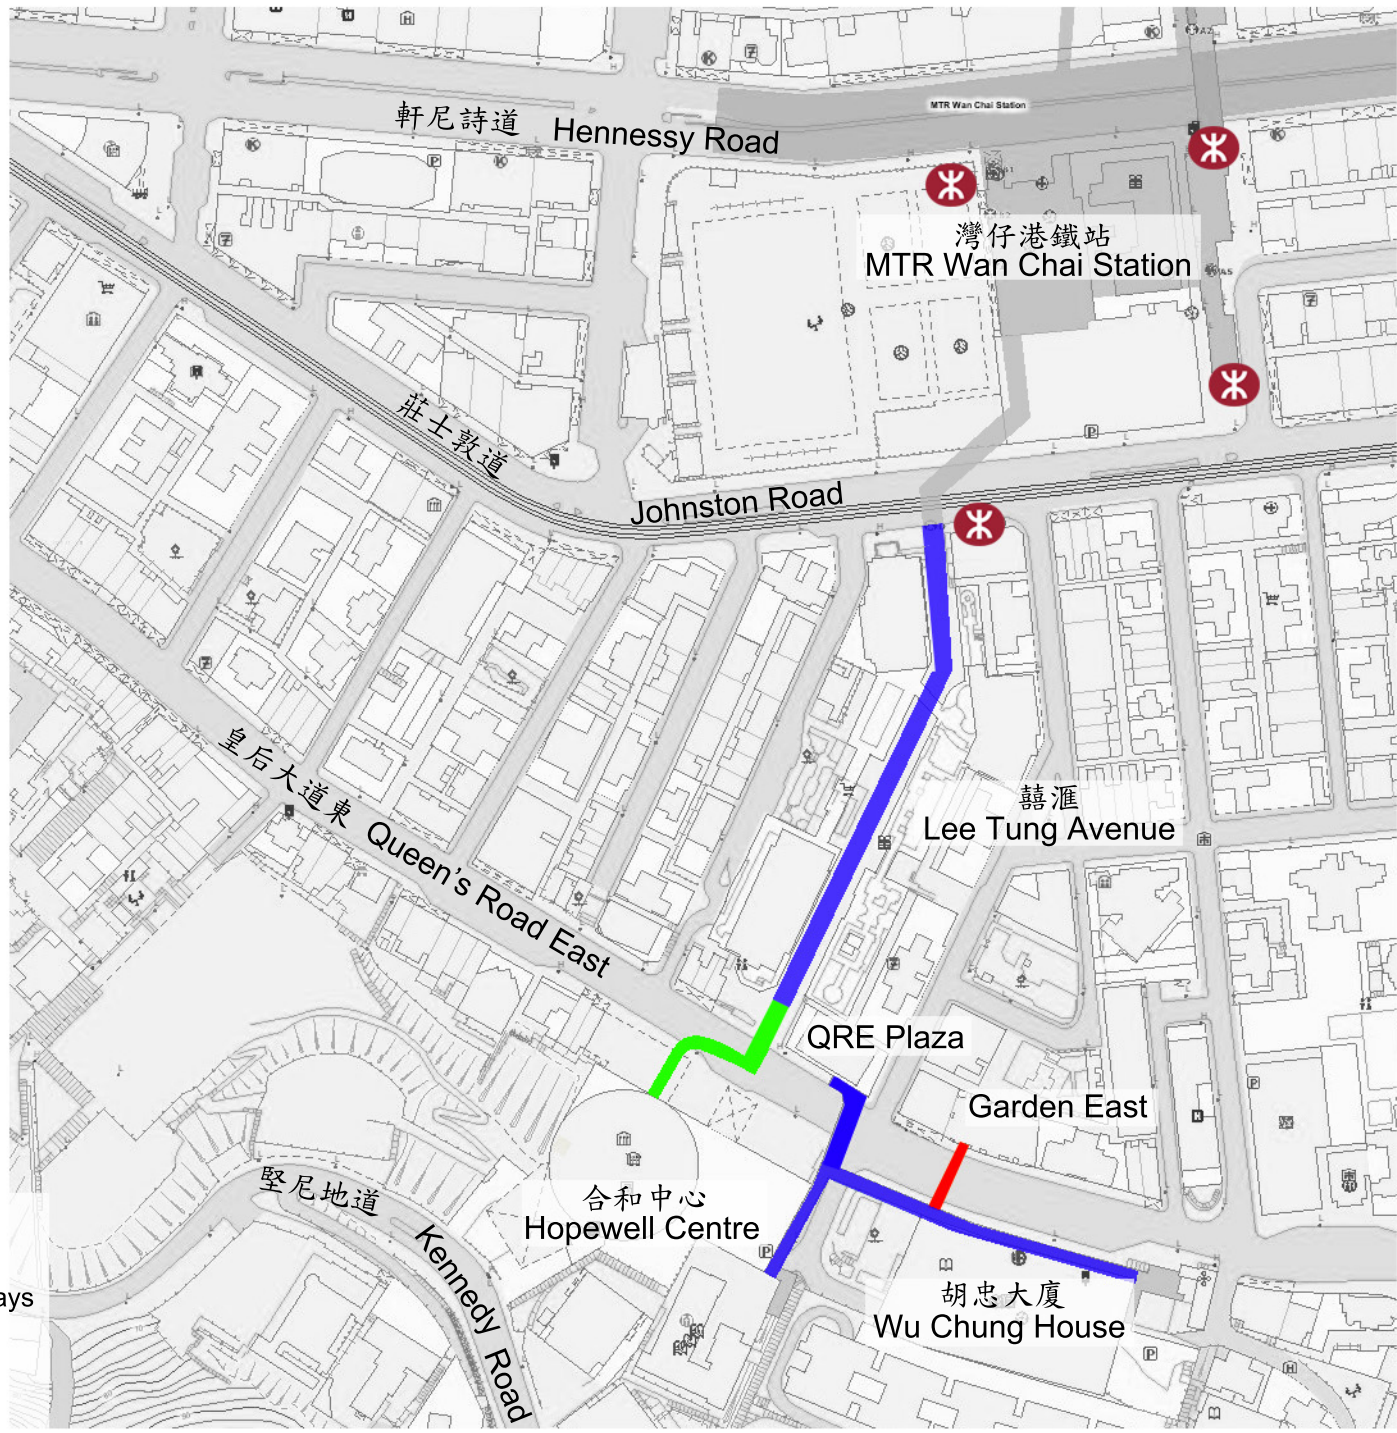 MTR Wan Chai Station
軒尼詩道 Hennessy Road
灣仔港鐵站
MTR Wan Chai Station
莊士敦道
Johnston Road
囍滙
Lee Tung Avenue
皇后大道東 Queen's Road East
QRE Plaza
Garden East
堅尼地道
Kennedy Road
合和中心
Hopewell Centre
胡忠大廈
Wu Chung House
ays